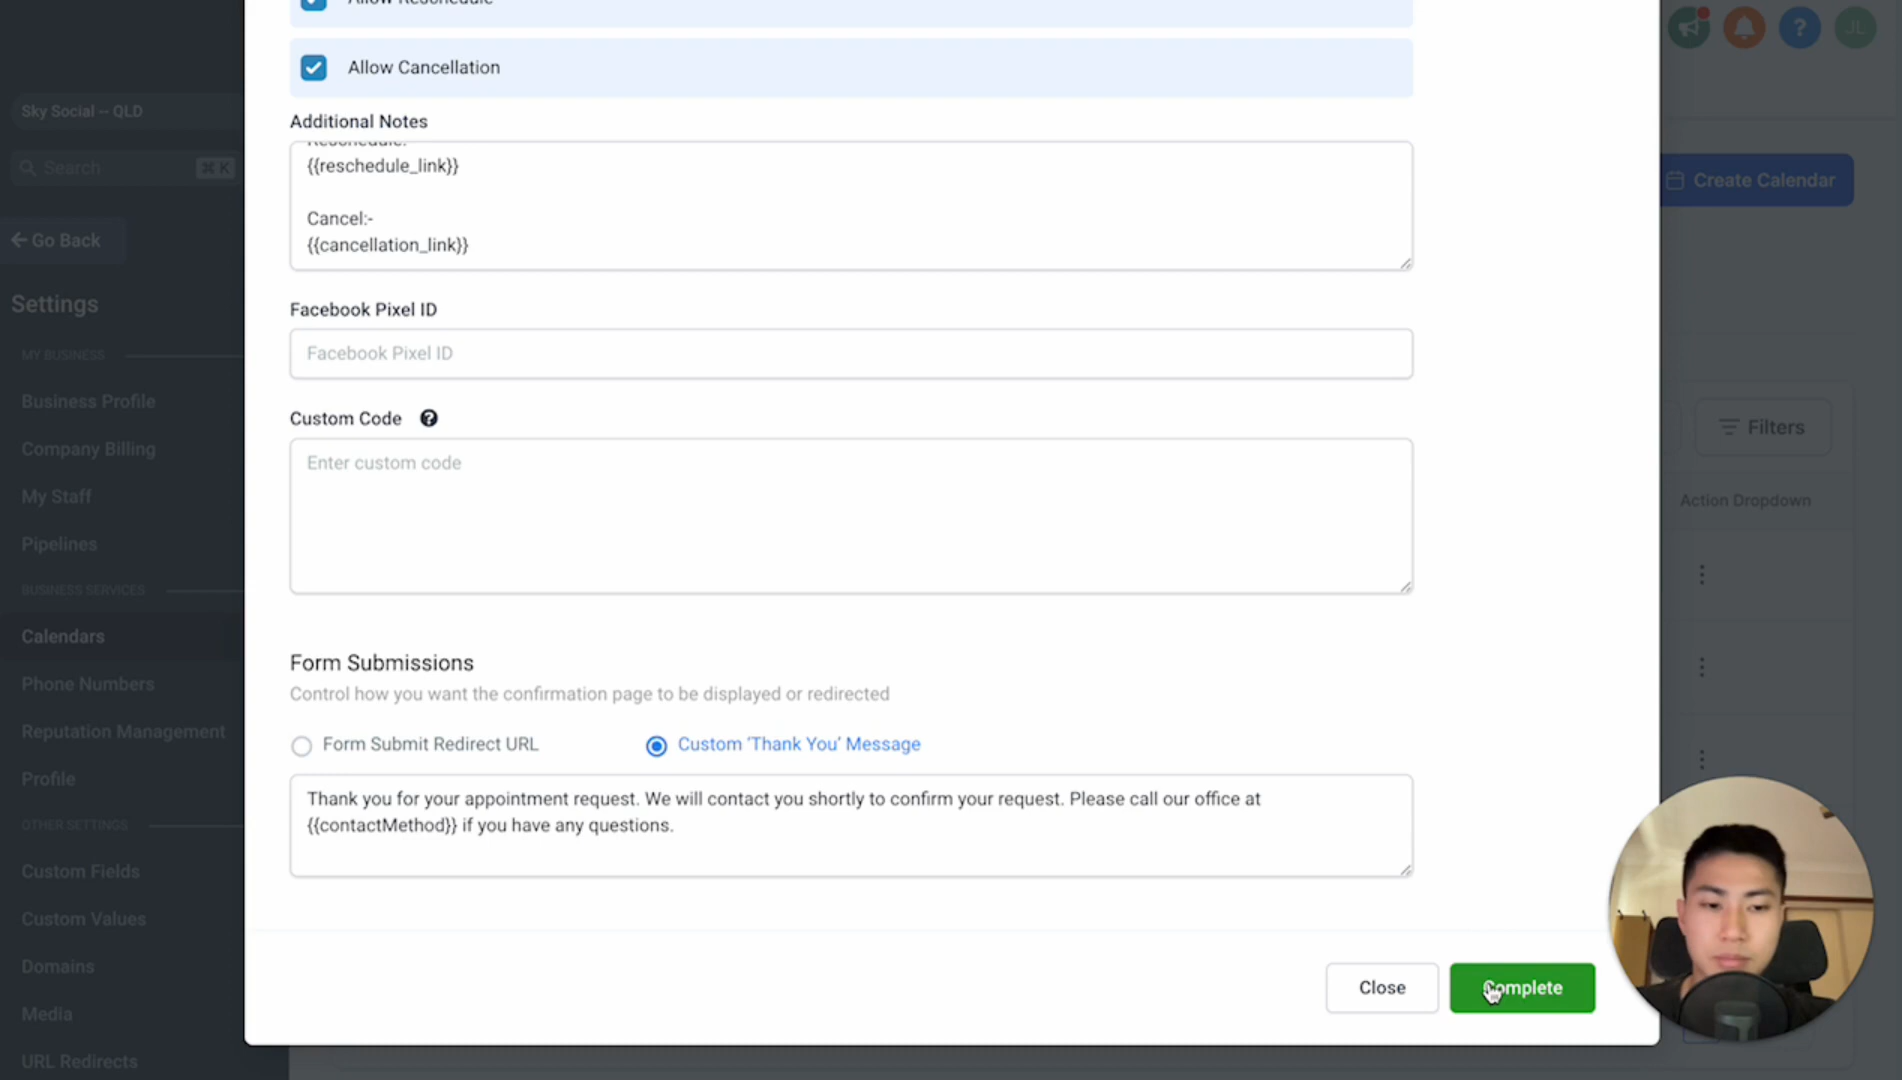 Allow Reschedule
Allow Cancellation
Additional Notes
Reschedule:-
{{reschedule_link}}
Cancel:-
{{cancellation_link}}
Facebook Pixel ID
Facebook Pixel ID
Custom Code ?
Enter custom code
Form Submissions
Control how you want the confirmation page to be displayed or redirected
Form Submit Redirect URL
Custom ‘Thank You’ Message
Thank you for your appointment request. We will contact you shortly to confirm your request. Please call our office at
{{contactMethod}} if you have any questions.
Close
Complete
Sky Social – QLD
Search ⌘ K
Go Back
Settings
MY BUSINESS
Business Profile
Company Billing
My Staff
Pipelines
BUSINESS SERVICES
Calendars
Phone Numbers
Reputation Management
Profile
OTHER SETTINGS
Custom Fields
Custom Values
Domains
Media
URL Redirects
? JL
Create Calendar
Filters
Action Dropdown